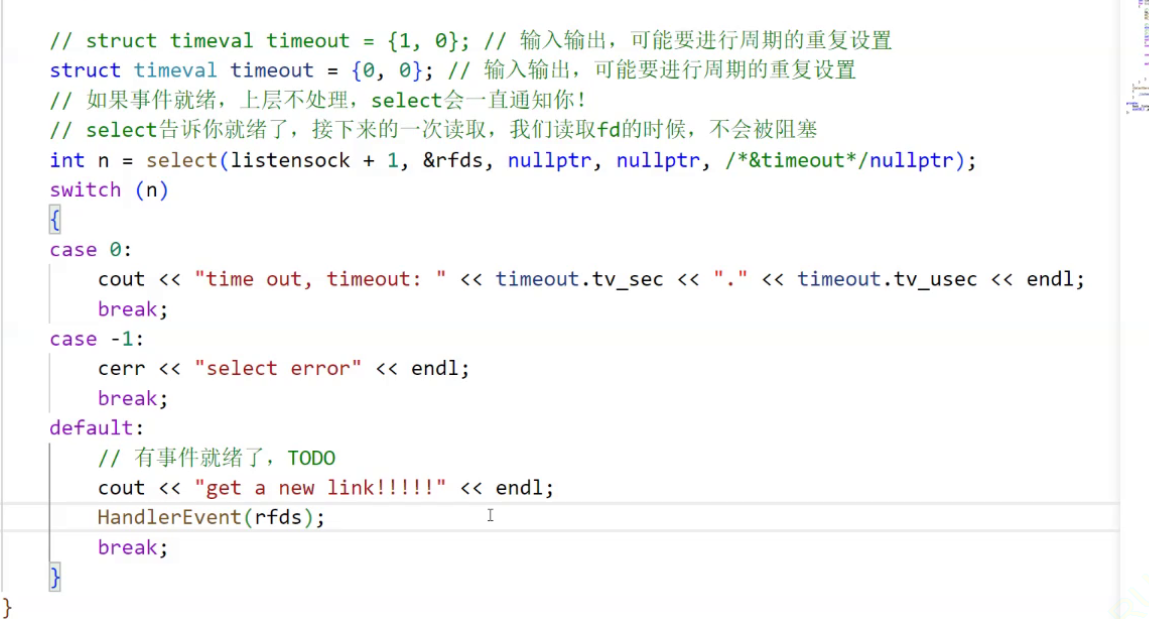 // struct timeval timeout = {1, 0}; // 输入输出，可能要进行周期的重复设置
struct timeval timeout = {0, 0}; // 输入输出，可能要进行周期的重复设置
// 如果事件就绪，上层不处理，select会一直通知你！
// select告诉你就绪了，接下来的一次读取，我们读取fd的时候，不会被阻塞
int n = select(listensock + 1, &rfds, nullptr, nullptr, /*&timeout*/nullptr);
switch (n)
{
case 0:
    cout << "time out, timeout: " << timeout.tv_sec << "." << timeout.tv_usec << endl;
    break;
case -1:
    cerr << "select error" << endl;
    break;
default:
    // 有事件就绪了，TODO
    cout << "get a new link!!!!!" << endl;
    HandlerEvent(rfds);
    break;
}
}